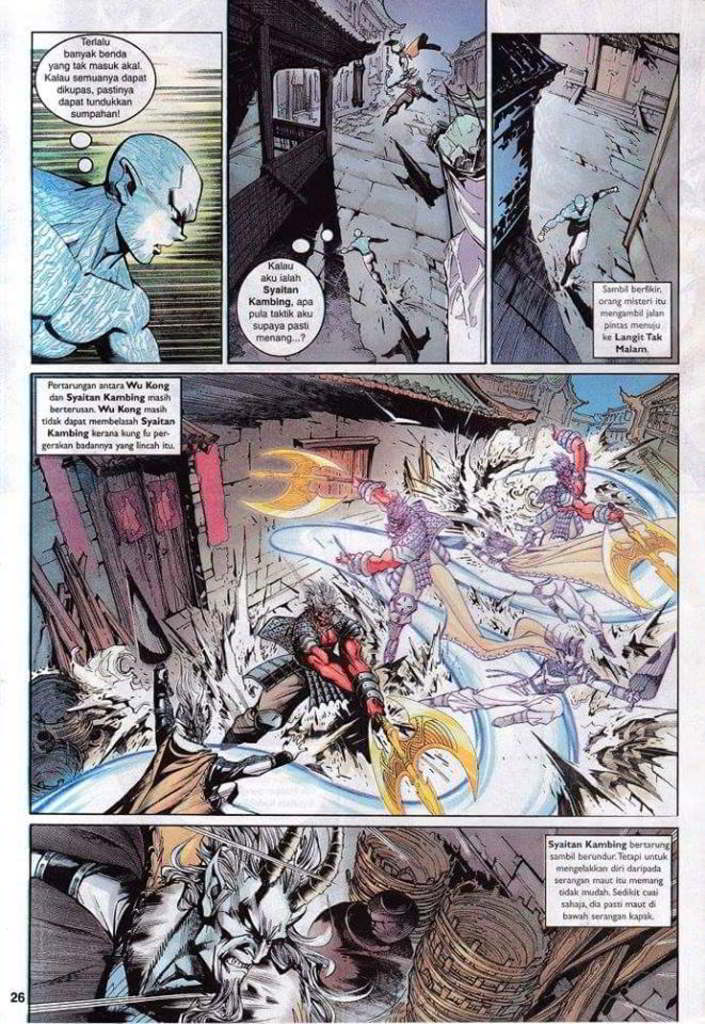 Terlalu
banyak benda
yang tak masuk akal.
Kalau semuanya dapat
dikupas, pastinya
dapat tundukkan
sumpahan!
Kalau
aku ialah
Syaitan
Kambing, apa
pula taktik aku
supaya pasti
menang...?
Sambil berfikir,
orang misteri itu
mengambil jalan
pintas menuju
ke Langit Tak
Malam.
Pertarungan antara Wu Kong
dan Syaitan Kambing masih
berterusan. Wu Kong masih
tidak dapat membelasah Syaitan
Kambing kerana kung fu per-
gerakan badannya yang lincah itu.
Syaitan Kambing bertarung
sambil berundur. Tetapi untuk
mengelakkan diri daripada
serangan maut itu memang
tidak mudah. Sedikit cuai
sahaja, dia pasti maut di
bawah serangan kapak.
26